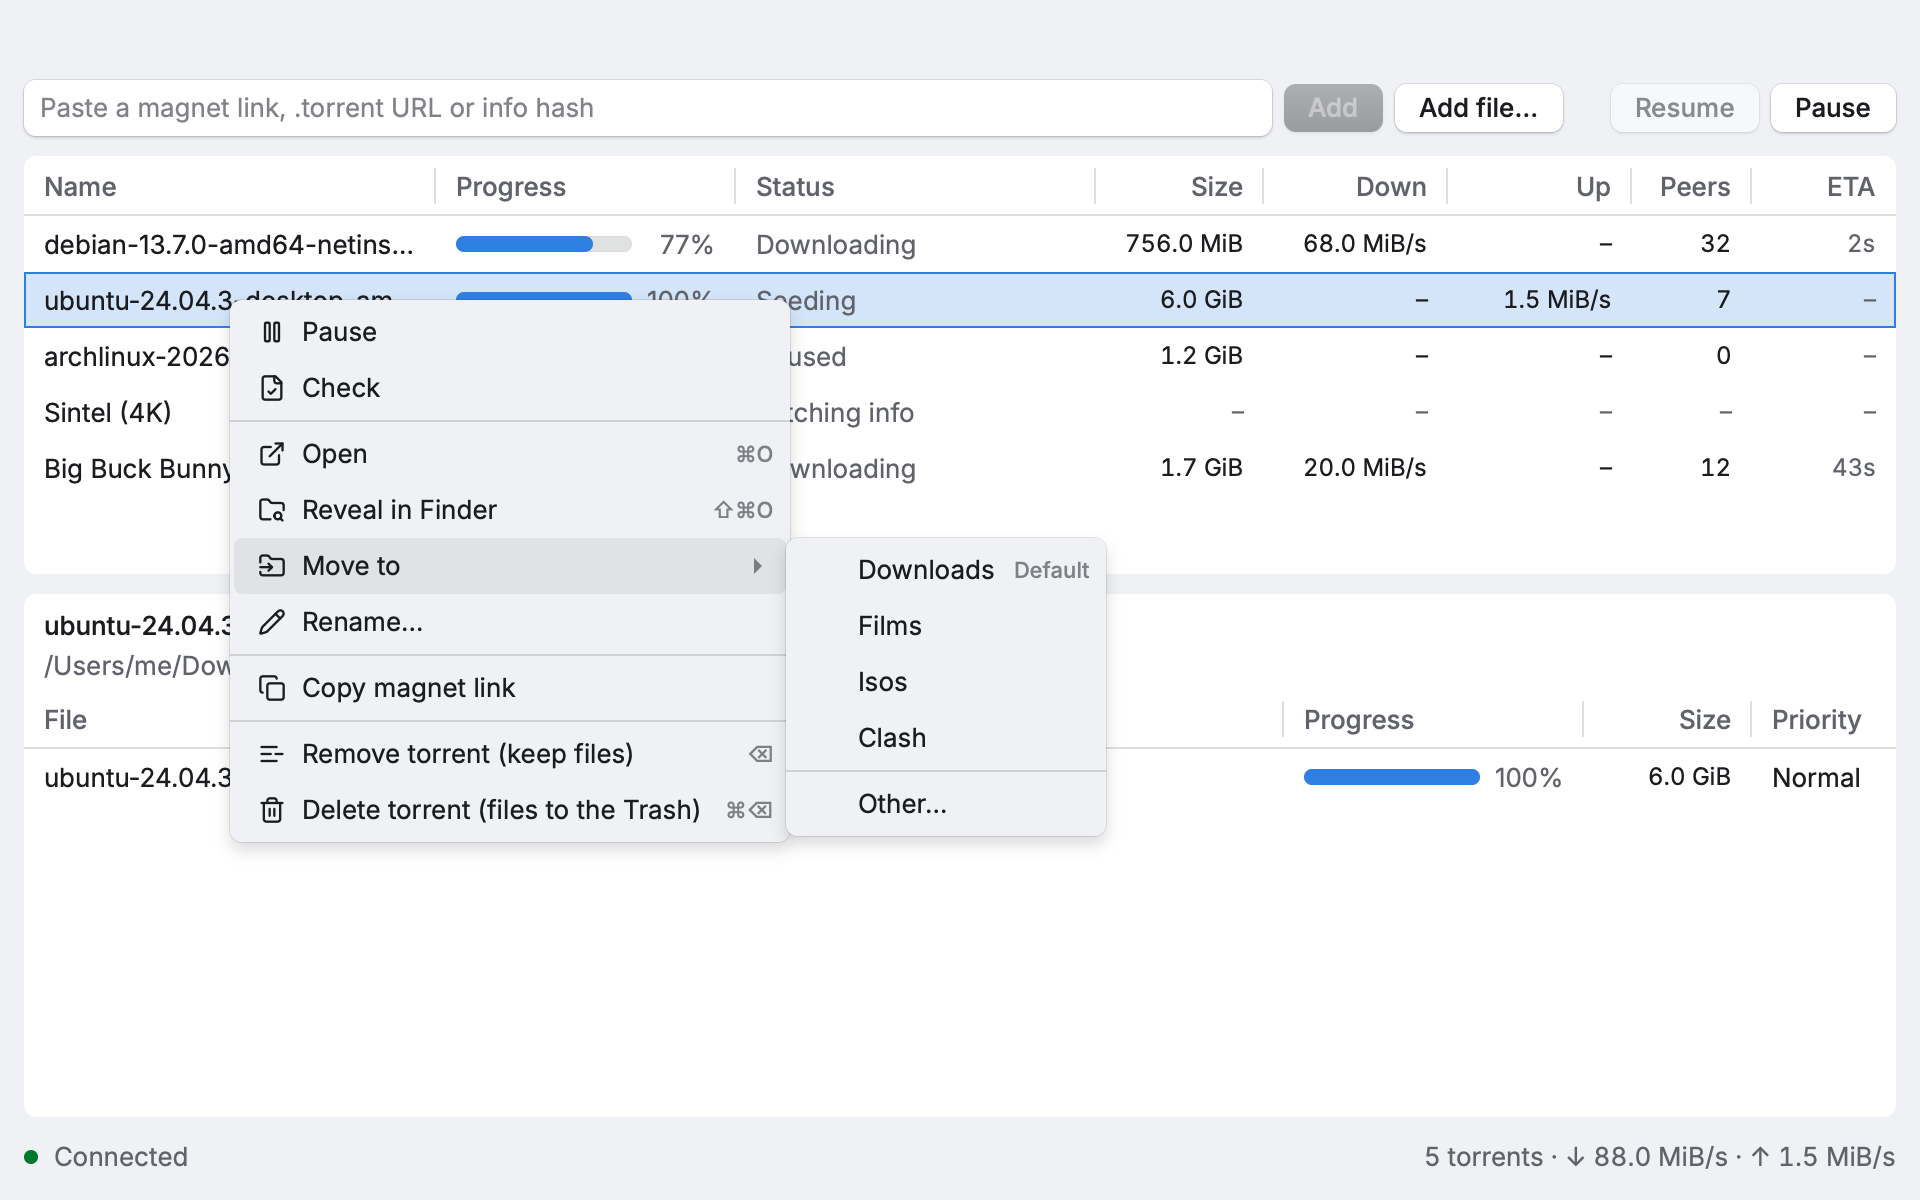 Paste a magnet link, .torrent URL or info hash
Add
Add file...
Resume
Pause
Name Progress Status Size Down Up Peers ETA
debian-13.7.0-amd64-netins... 77% Downloading 756.0 MiB 68.0 MiB/s – 32 2s
ubuntu-24.04.3-desktop-am... 100% Seeding 6.0 GiB – 1.5 MiB/s 7 –
archlinux-2026 used 1.2 GiB – – 0 –
Sintel (4K) tching info – – – – –
Big Buck Bunny wnloading 1.7 GiB 20.0 MiB/s – 12 43s
Pause
Check
Open ⌘O
Reveal in Finder ⇧⌘O
Move to
Rename...
Copy magnet link
Remove torrent (keep files) ⌫
Delete torrent (files to the Trash) ⌘⌫
Downloads Default
Films
Isos
Clash
Other...
ubuntu-24.04.3
/Users/me/Dow
File Progress Size Priority
ubuntu-24.04.3 100% 6.0 GiB Normal
Connected
5 torrents · ↓ 88.0 MiB/s · ↑ 1.5 MiB/s